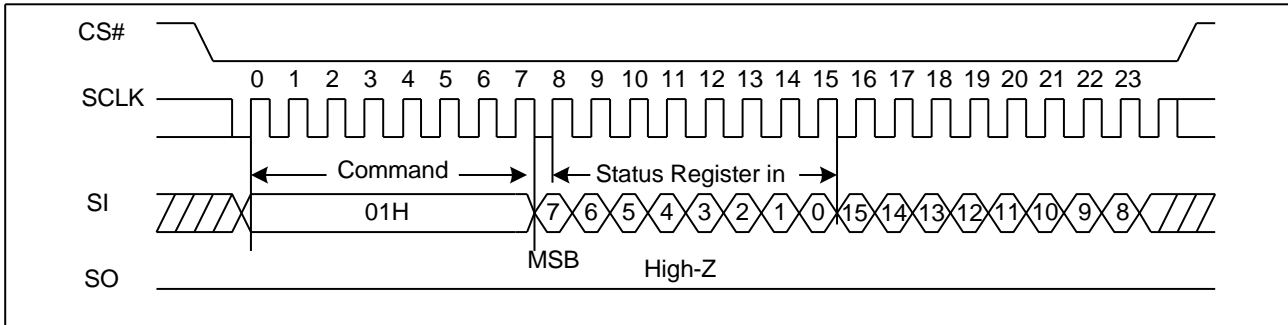 CS#
0 1 2 3 4 5 6 7 8 9 10 11 12 13 14 15 16 17 18 19 20 21 22 23
SCLK
Command
Status Register in
SI
01H
7 6 5 4 3 2 1 0 15 14 13 12 11 10 9 8
MSB
High-Z
SO